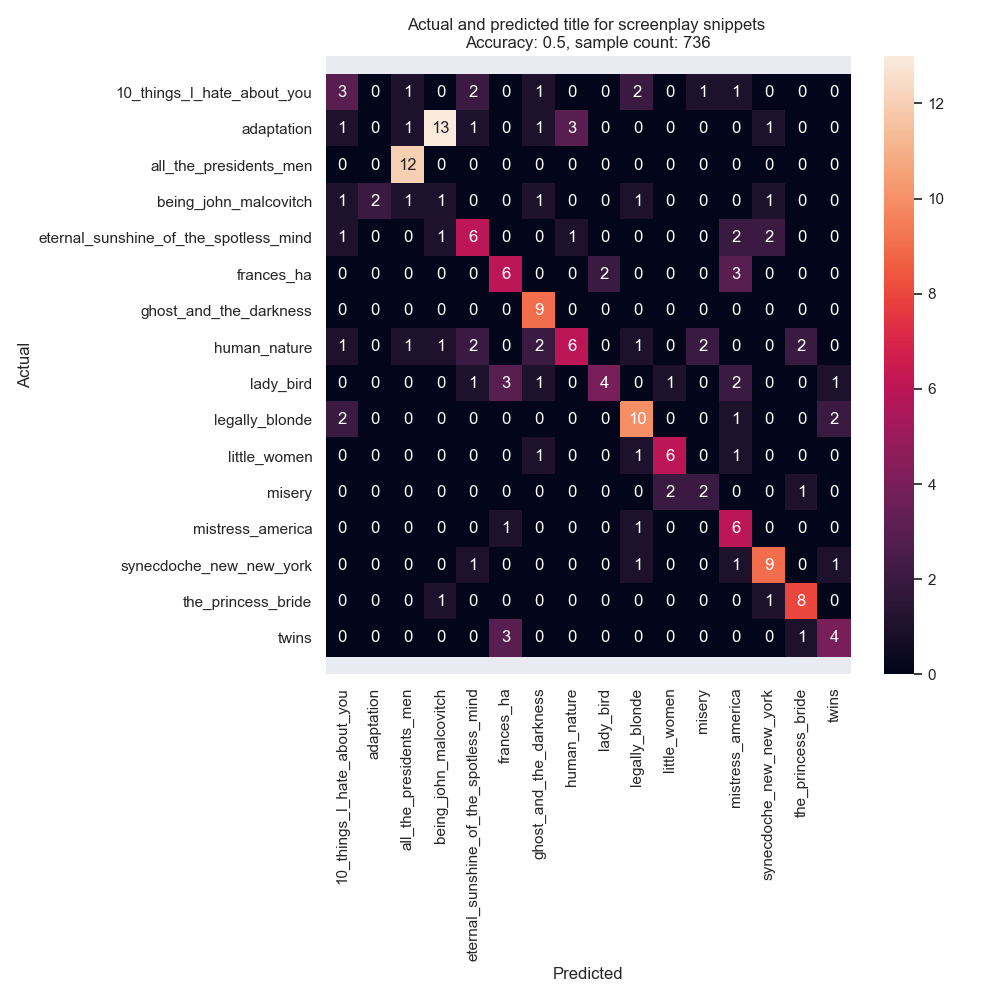 Actual and predicted title for screenplay snippets
Accuracy: 0.5, sample count: 736
Actual
10_things_I_hate_about_you 3 0 1 0 2 0 1 0 0 2 0 1 1 0 0 0
adaptation 1 0 1 13 1 0 1 3 0 0 0 0 0 1 0 0
all_the_presidents_men 0 0 12 0 0 0 0 0 0 0 0 0 0 0 0 0
being_john_malcovitch 1 2 1 1 0 0 1 0 0 1 0 0 0 1 0 0
eternal_sunshine_of_the_spotless_mind 1 0 0 1 6 0 0 1 0 0 0 0 2 2 0 0
frances_ha 0 0 0 0 0 6 0 0 2 0 0 0 3 0 0 0
ghost_and_the_darkness 0 0 0 0 0 0 9 0 0 0 0 0 0 0 0 0
human_nature 1 0 1 1 2 0 2 6 0 1 0 2 0 0 2 0
lady_bird 0 0 0 0 1 3 1 0 4 0 1 0 2 0 0 1
legally_blonde 2 0 0 0 0 0 0 0 0 10 0 0 1 0 0 2
little_women 0 0 0 0 0 0 1 0 0 1 6 0 1 0 0 0
misery 0 0 0 0 0 0 0 0 0 0 2 2 0 0 1 0
mistress_america 0 0 0 0 0 1 0 0 0 1 0 0 6 0 0 0
synecdoche_new_new_york 0 0 0 0 1 0 0 0 0 1 0 0 1 9 0 1
the_princess_bride 0 0 0 1 0 0 0 0 0 0 0 0 0 1 8 0
twins 0 0 0 0 0 3 0 0 0 0 0 0 0 0 1 4
10_things_I_hate_about_you
adaptation
all_the_presidents_men
being_john_malcovitch
eternal_sunshine_of_the_spotless_mind
frances_ha
ghost_and_the_darkness
human_nature
lady_bird
legally_blonde
little_women
misery
mistress_america
synecdoche_new_new_york
the_princess_bride
twins
Predicted
12
10
8
6
4
2
0